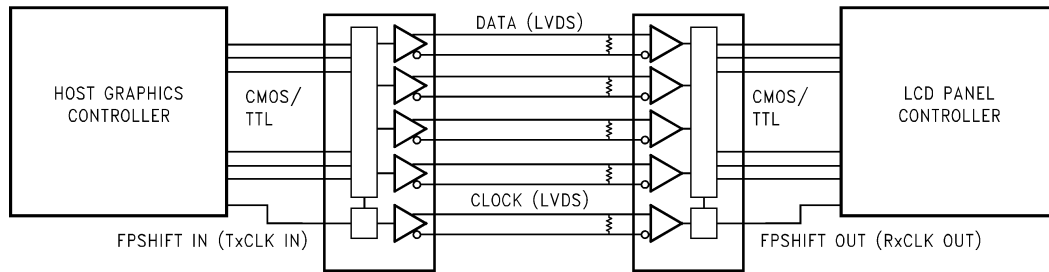 DATA (LVDS)
HOST GRAPHICS
CONTROLLER
CMOS/
TTL
CMOS/
TTL
LCD PANEL
CONTROLLER
CLOCK (LVDS)
FPSHIFT IN (TxCLK IN)
FPSHIFT OUT (RxCLK OUT)